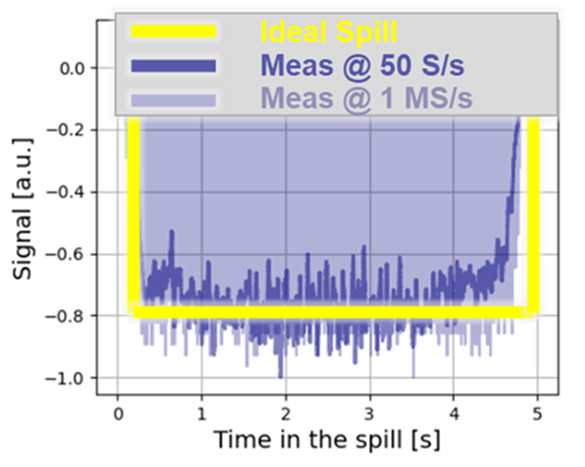 Ideal Spill
Meas @ 50 S/s
Meas @ 1 MS/s
0.0
−0.2
−0.4
−0.6
−0.8
−1.0
Signal [a.u.]
0 1 2 3 4 5
Time in the spill [s]